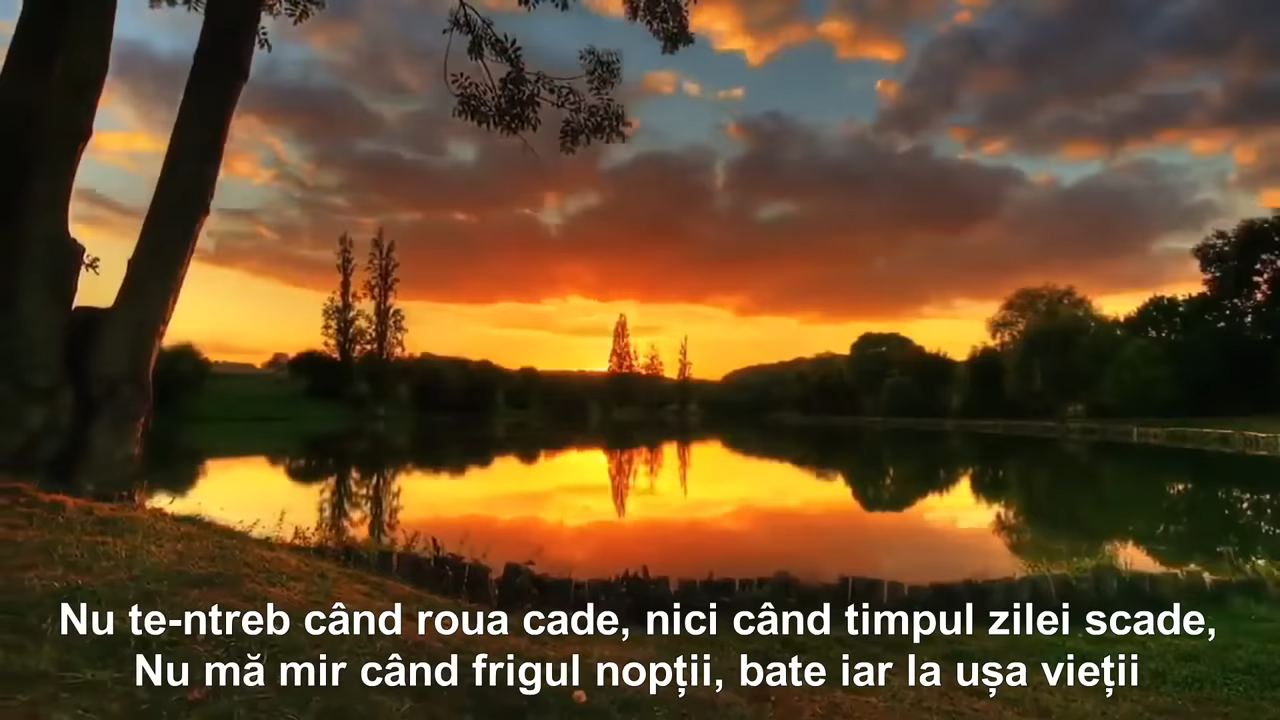 Nu te-ntreb când roua cade, nici când timpul zilei scade,
Nu mă mir când frigul nopții, bate iar la ușa vieții